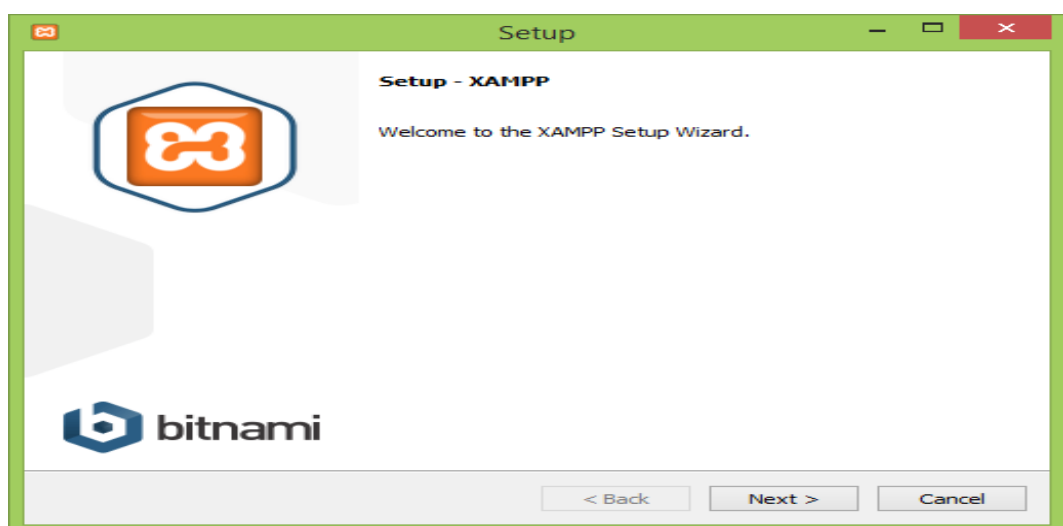 Setup
Setup - XAMPP
Welcome to the XAMPP Setup Wizard.
bitnami
< Back Next > Cancel